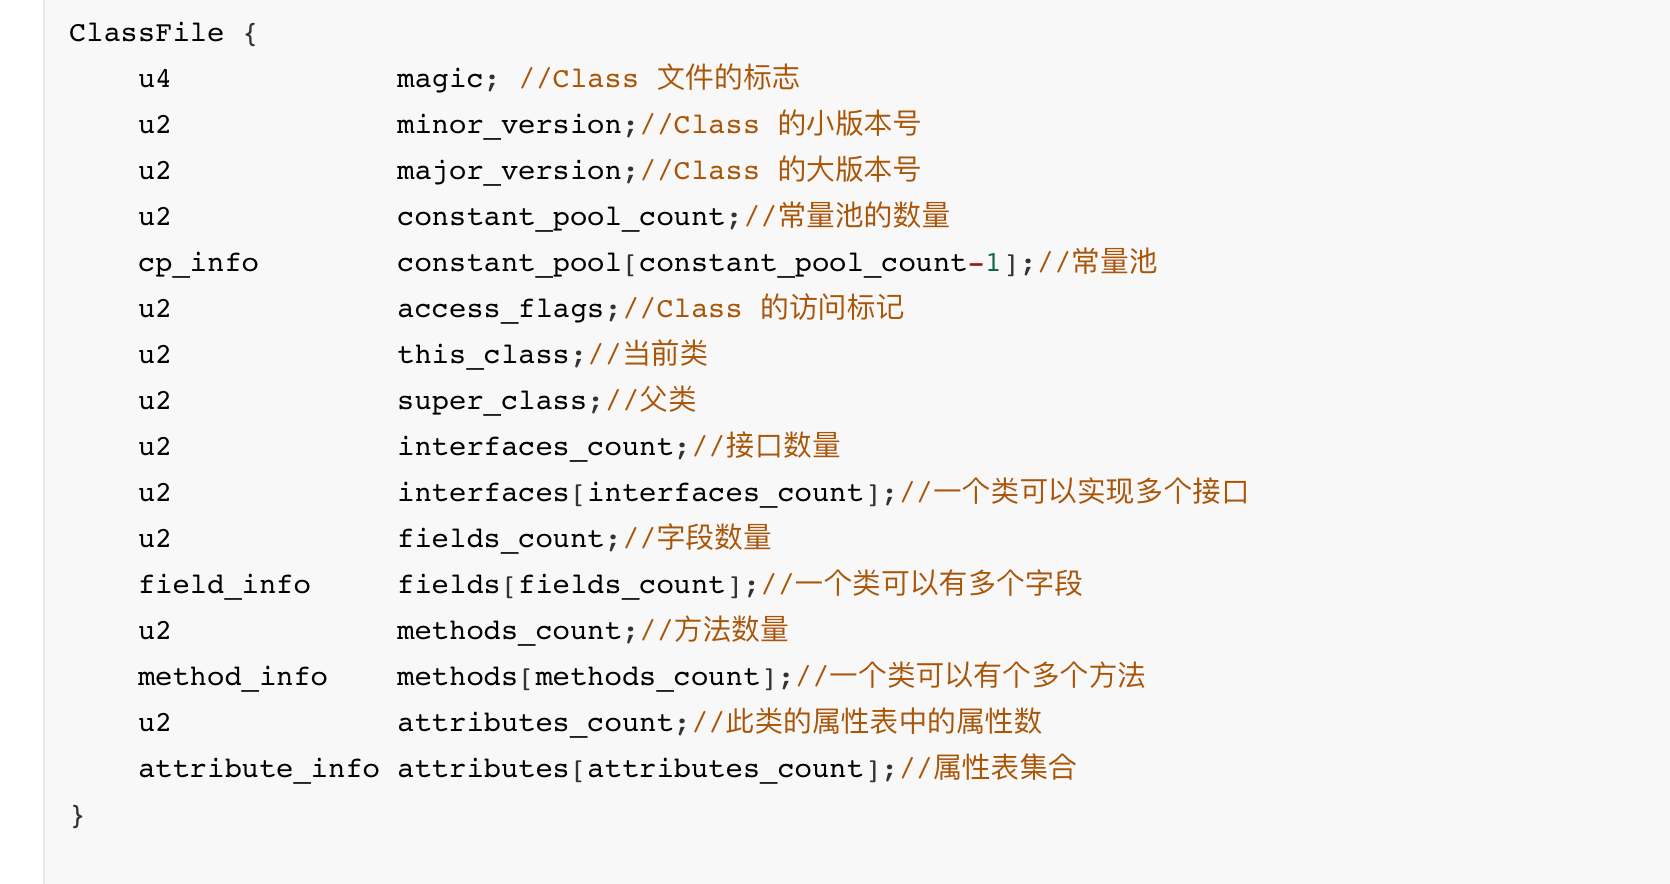 ClassFile {
    u4             magic; //Class 文件的标志
    u2             minor_version;//Class 的小版本号
    u2             major_version;//Class 的大版本号
    u2             constant_pool_count;//常量池的数量
    cp_info        constant_pool[constant_pool_count-1];//常量池
    u2             access_flags;//Class 的访问标记
    u2             this_class;//当前类
    u2             super_class;//父类
    u2             interfaces_count;//接口数量
    u2             interfaces[interfaces_count];//一个类可以实现多个接口
    u2             fields_count;//字段数量
    field_info     fields[fields_count];//一个类可以有多个字段
    u2             methods_count;//方法数量
    method_info    methods[methods_count];//一个类可以有个多个方法
    u2             attributes_count;//此类的属性表中的属性数
    attribute_info attributes[attributes_count];//属性表集合
}